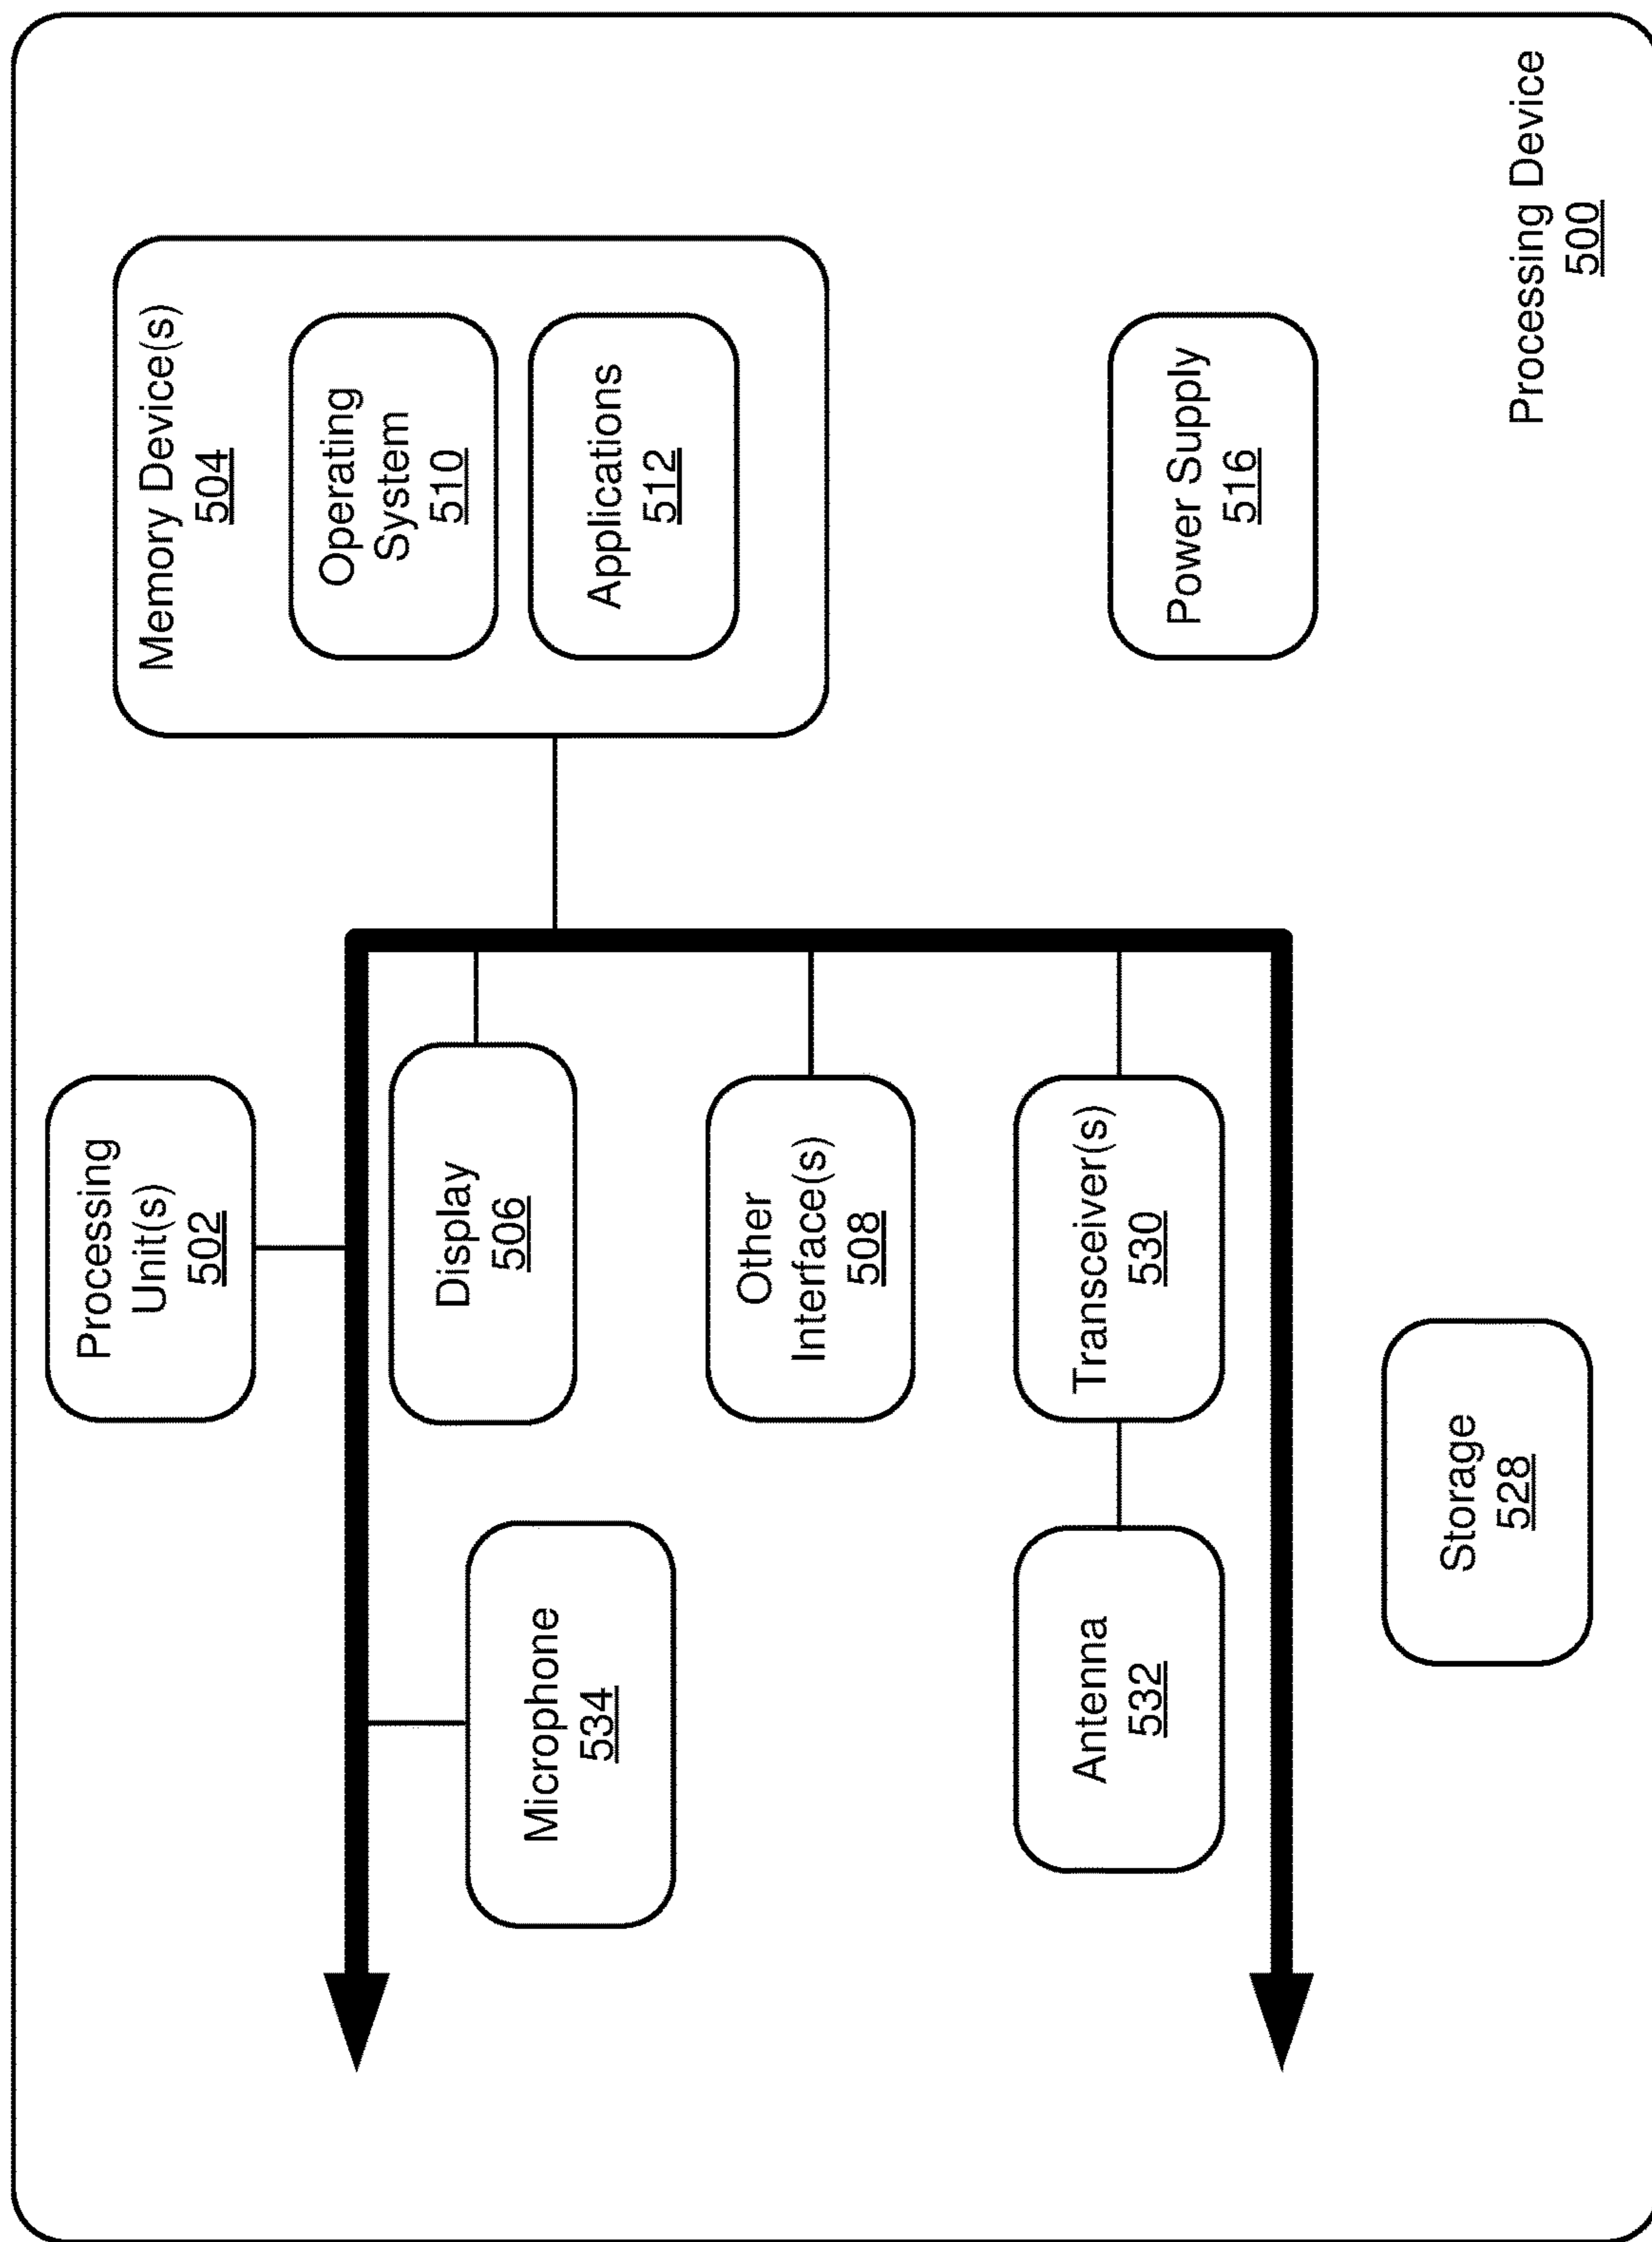 Processing
Unit(s)
502
Memory Device(s)
504
Operating
System
510
Applications
512
Microphone
534
Display
506
Other
Interface(s)
508
Antenna
532
Transceiver(s)
530
Power Supply
516
Storage
528
Processing Device
500